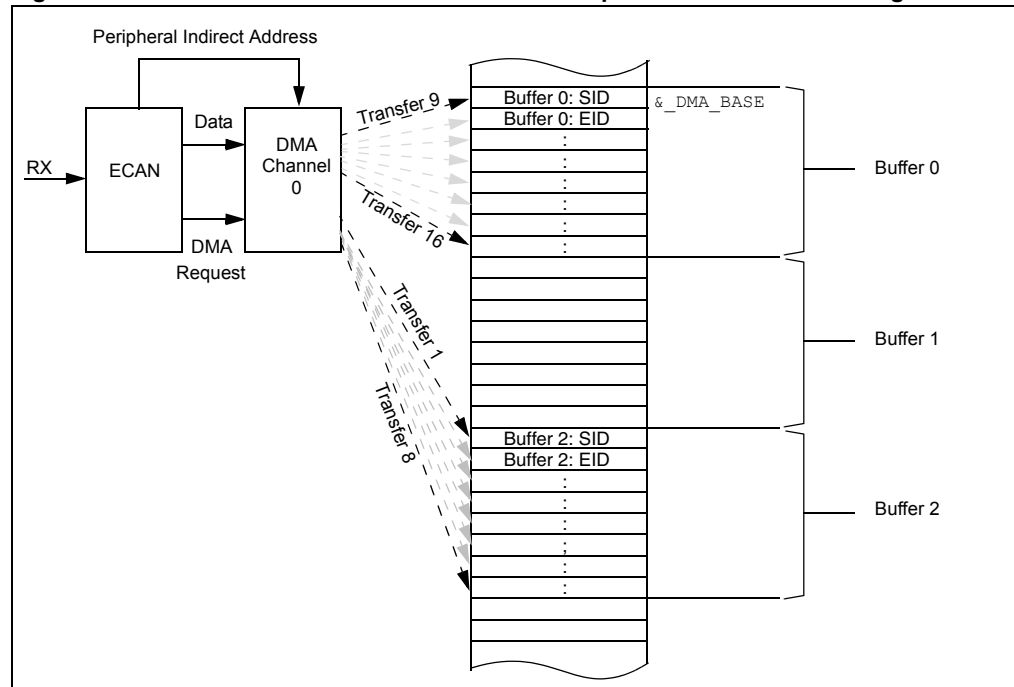 Peripheral Indirect Address
RX
ECAN
Data
DMA
Request
DMA
Channel
0
Transfer 9
Transfer 16
Transfer 1
Transfer 8
Buffer 0: SID
Buffer 0: EID
&_DMA_BASE
Buffer 0
Buffer 1
Buffer 2: SID
Buffer 2: EID
Buffer 2